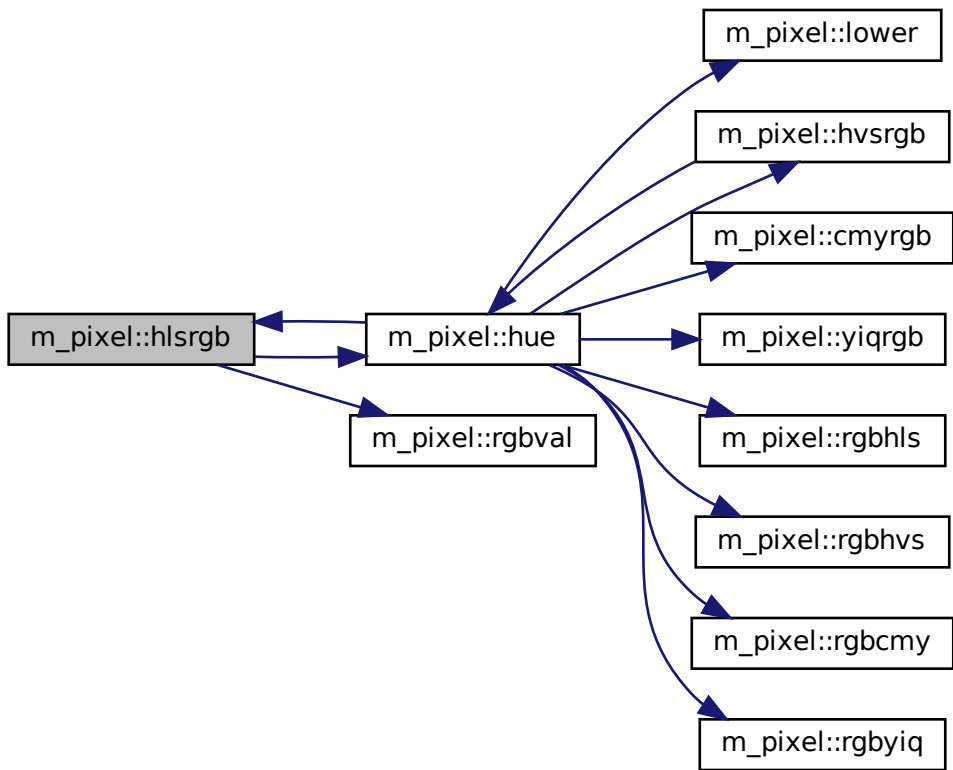 m_pixel::lower
m_pixel::hvsrgb
m_pixel::cmyrgb
m_pixel::hlsrgb
m_pixel::hue
m_pixel::yiqrgb
m_pixel::rgbval
m_pixel::rgbhls
m_pixel::rgbhvs
m_pixel::rgbcmy
m_pixel::rgbyiq